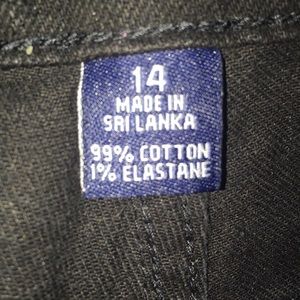 14
MADE IN
SRI LANKA
99% COTTON
1% ELASTANE